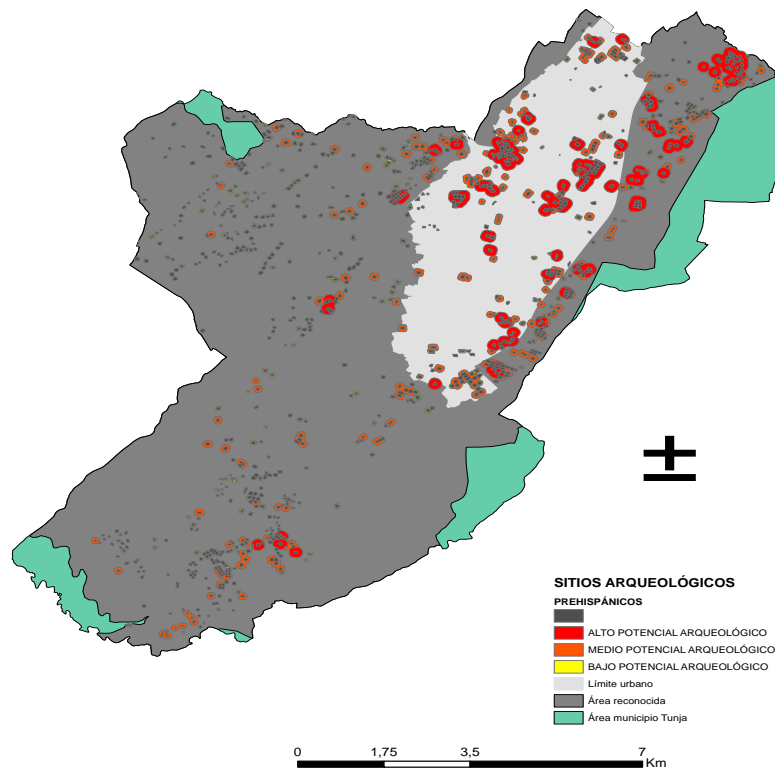 SITIOS ARQUEOLÓGICOS
PREHISPÁNICOS
ALTO POTENCIAL ARQUEOLÓGICO
MEDIO POTENCIAL ARQUEOLÓGICO
BAJO POTENCIAL ARQUEOLÓGICO
Límite urbano
Área reconocida
Área municipio Tunja
0 1,75 3,5 7
Km